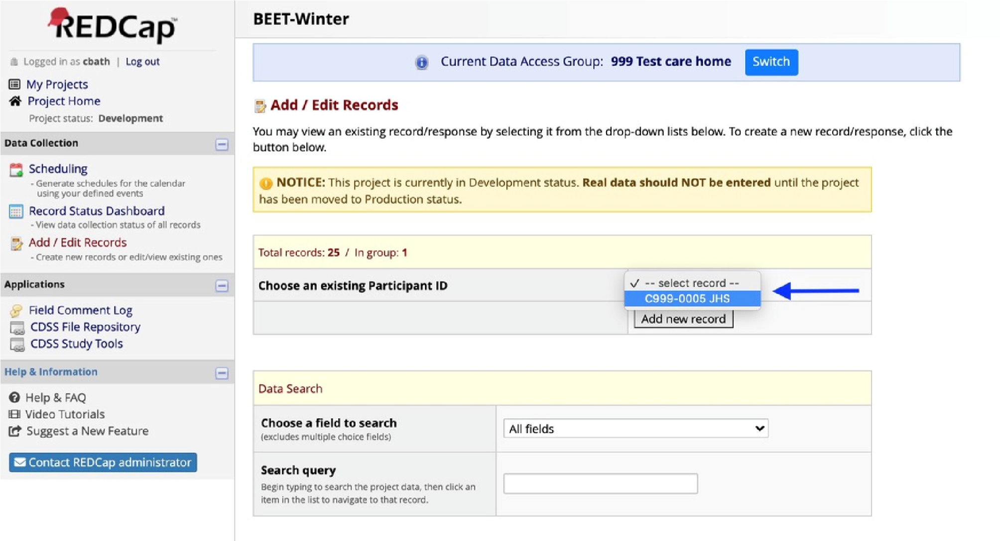 REDCap™
Logged in as cbath | Log out
My Projects
Project Home
Project status: Development
Data Collection
Scheduling
- Generate schedules for the calendar
using your defined events
Record Status Dashboard
- View data collection status of all records
Add / Edit Records
- Create new records or edit/view existing ones
Applications
Field Comment Log
CDSS File Repository
CDSS Study Tools
Help & Information
Help & FAQ
Video Tutorials
Suggest a New Feature
Contact REDCap administrator
BEET-Winter
Current Data Access Group: 999 Test care home Switch
Add / Edit Records
You may view an existing record/response by selecting it from the drop-down lists below. To create a new record/response, click the
button below.
NOTICE: This project is currently in Development status. Real data should NOT be entered until the project
has been moved to Production status.
Total records: 25 / In group: 1
Choose an existing Participant ID
✓ -- select record --
C999-0005 JHS
Add new record
Data Search
Choose a field to search
(excludes multiple choice fields)
All fields
Search query
Begin typing to search the project data, then click an
item in the list to navigate to that record.